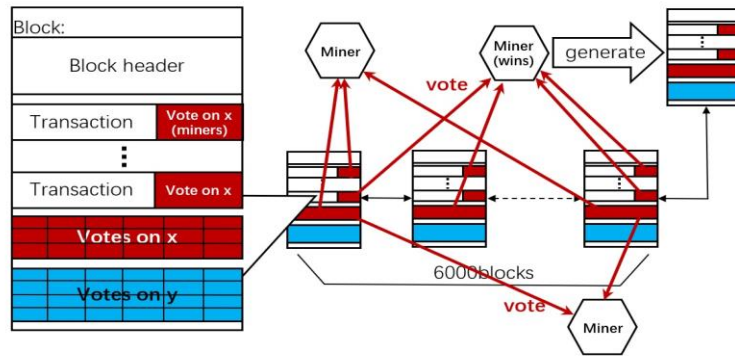 Block:
Block header
Transaction
Vote on x
(miners)
Transaction
Vote on x
Votes on x
Votes on y
Miner
Miner
(wins)
generate
vote
6000blocks
vote
Miner